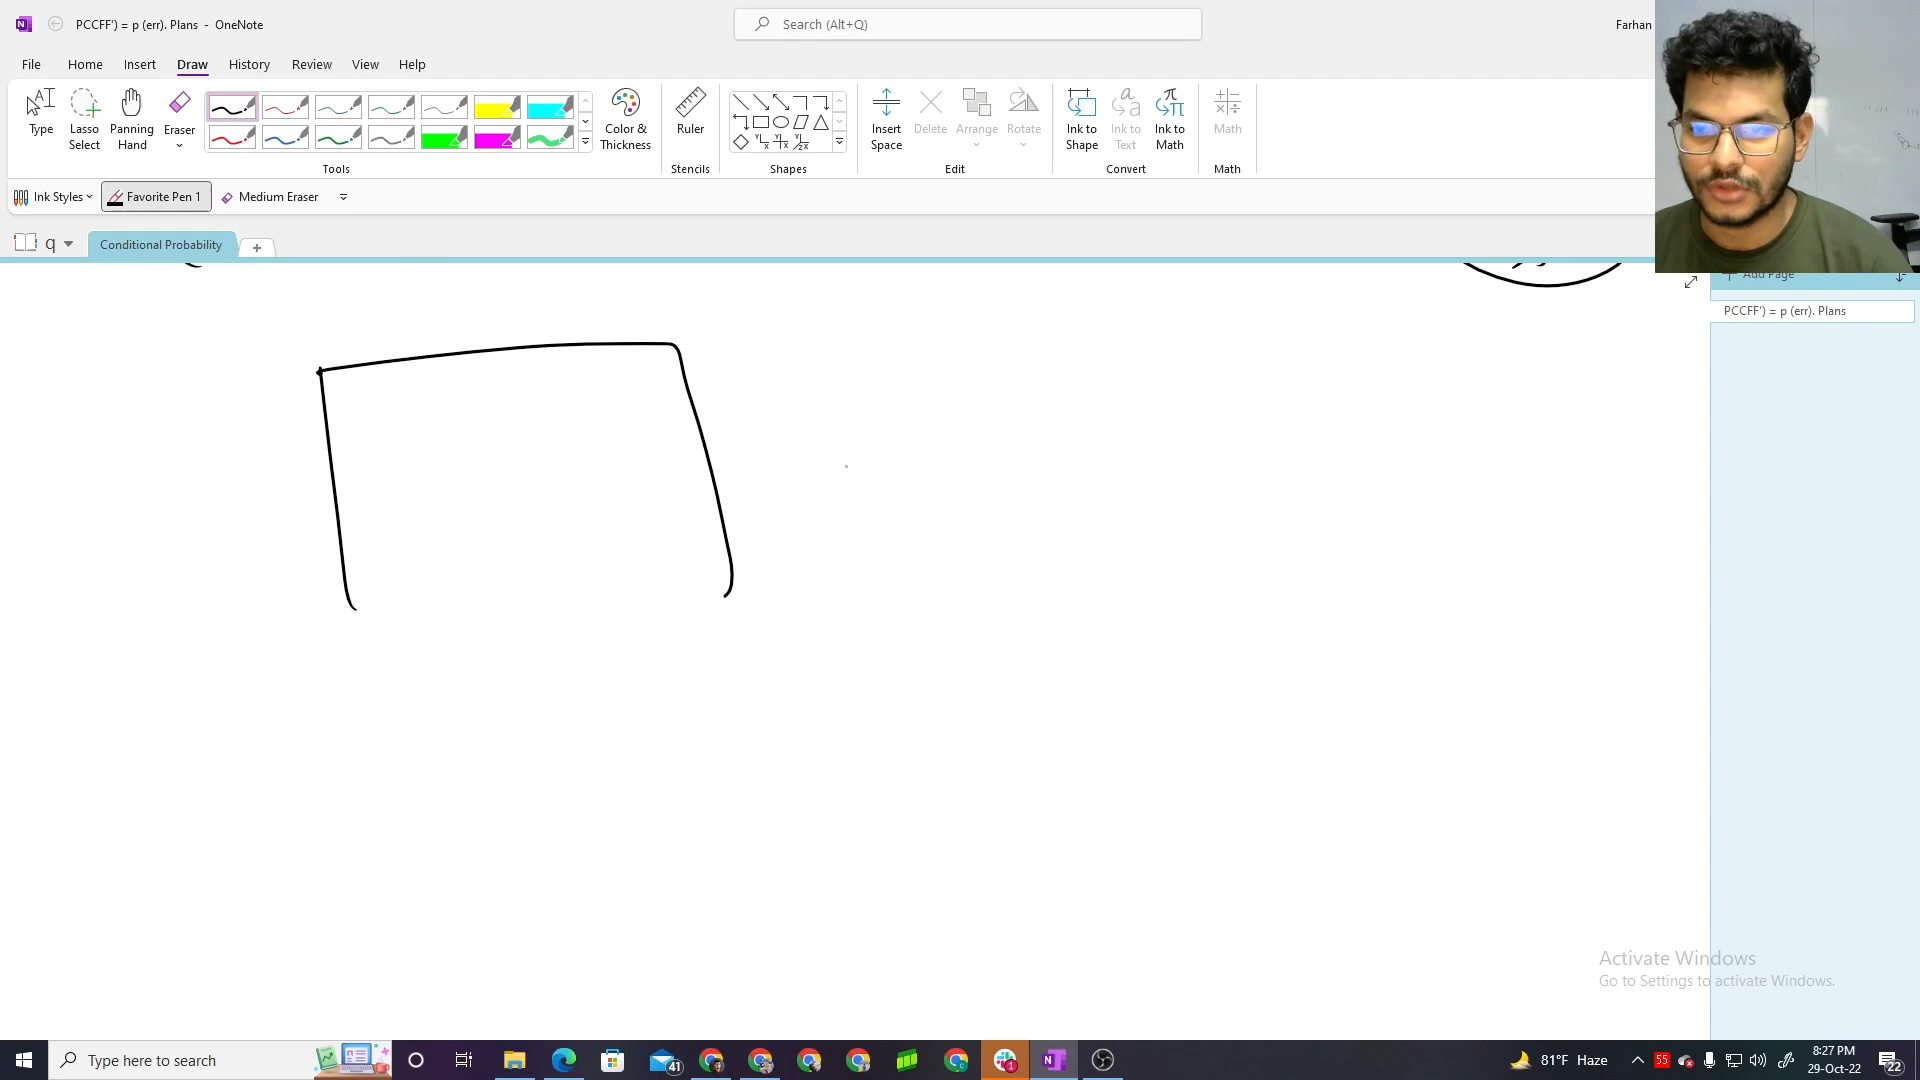 PCCFF') = p (err). Plans - OneNote
Search (Alt+Q)
Farhan
File Home Insert Draw History Review View Help
Type
Lasso Select
Panning Hand
Eraser
Color & Thickness
Ruler
Insert Space
Delete
Arrange
Rotate
Ink to Shape
Ink to Text
Ink to Math
Math
Tools
Stencils
Shapes
Edit
Convert
Math
Ink Styles
Favorite Pen 1
Medium Eraser
q
Conditional Probability
Add Page
PCCFF') = p (err). Plans
Activate Windows
Go to Settings to activate Windows.
Type here to search
41
1
81°F Haze
55
8:27 PM
29-Oct-22
22